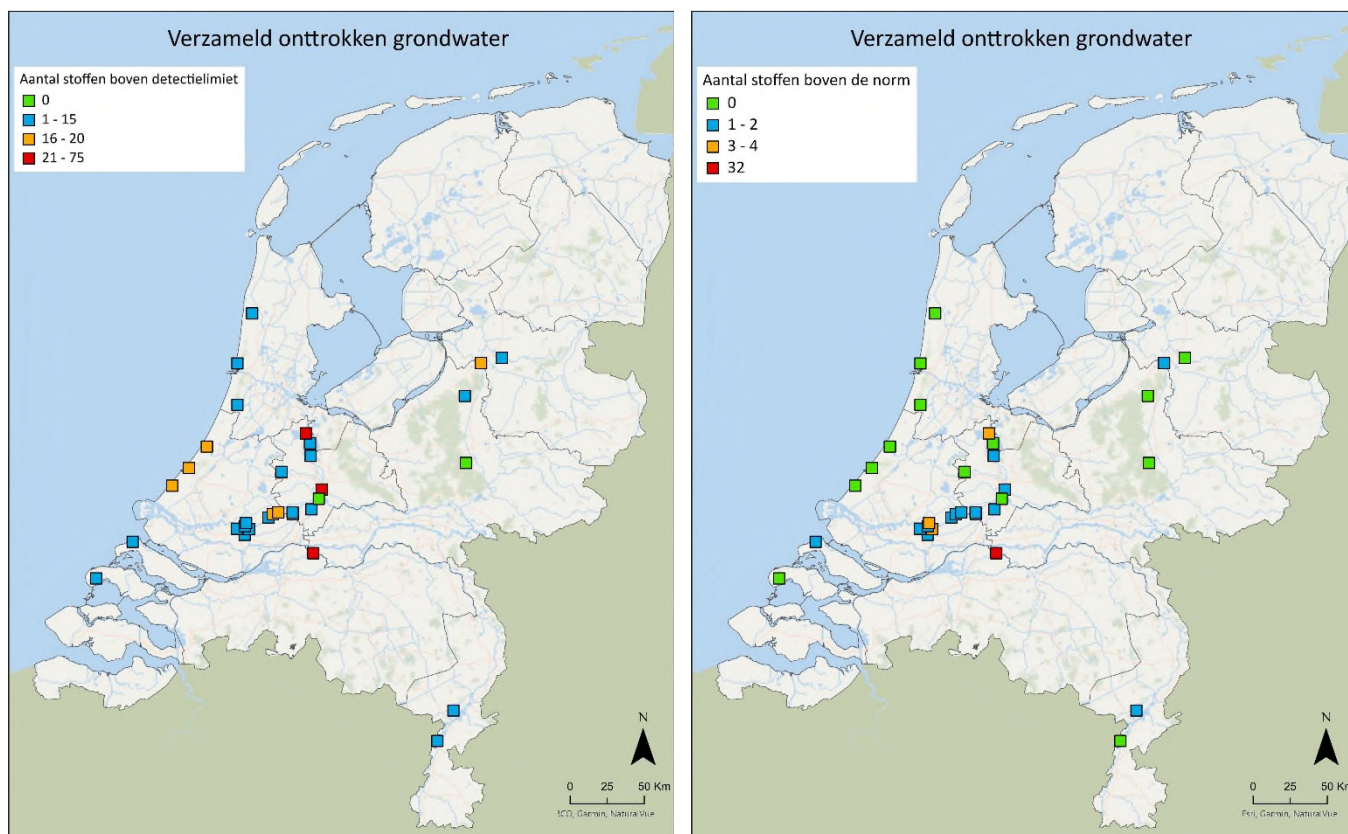 Verzameld onttrokken grondwater
Aantal stoffen boven detectielimiet
0
1 - 15
16 - 20
21 - 75
N
0 25 50 Km
Garmin, NaturalVue
Verzameld onttrokken grondwater
Aantal stoffen boven de norm
0
1 - 2
3 - 4
32
N
0 25 50 Km
Esri, Garmin, NaturalVue